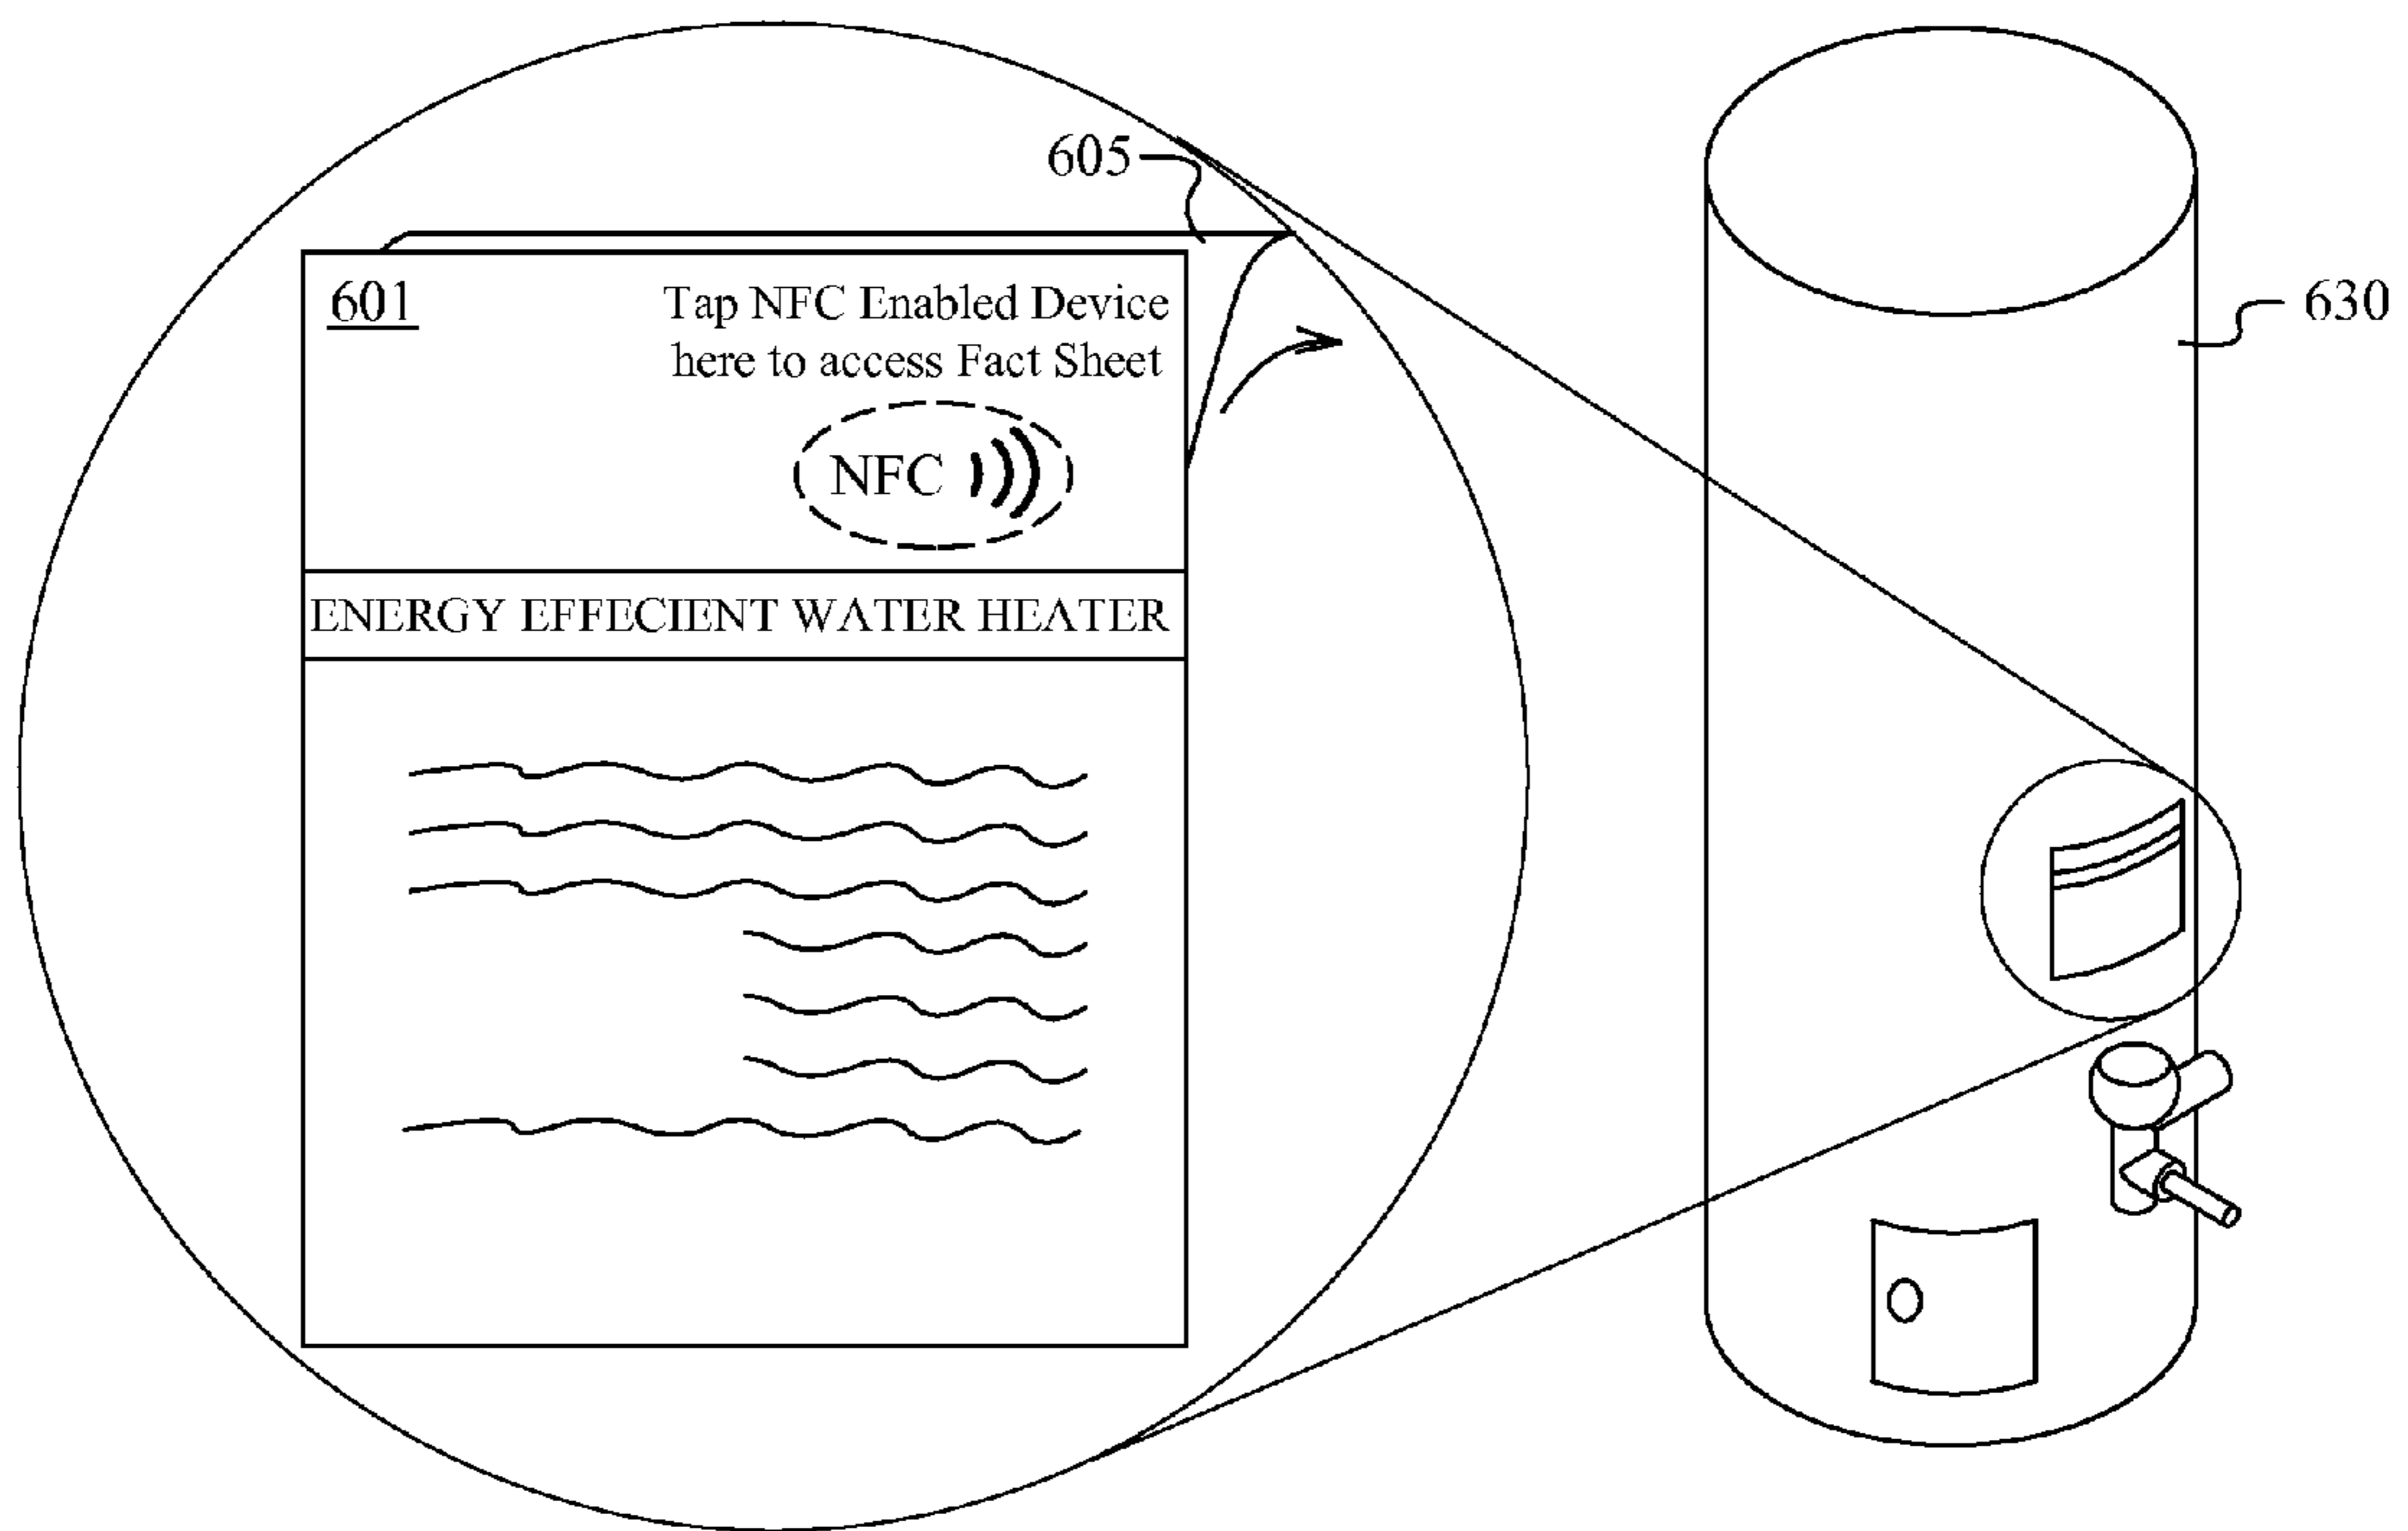 605
601
Tap NFC Enabled Device
here to access Fact Sheet
NFC
ENERGY EFFECIENT WATER HEATER
630